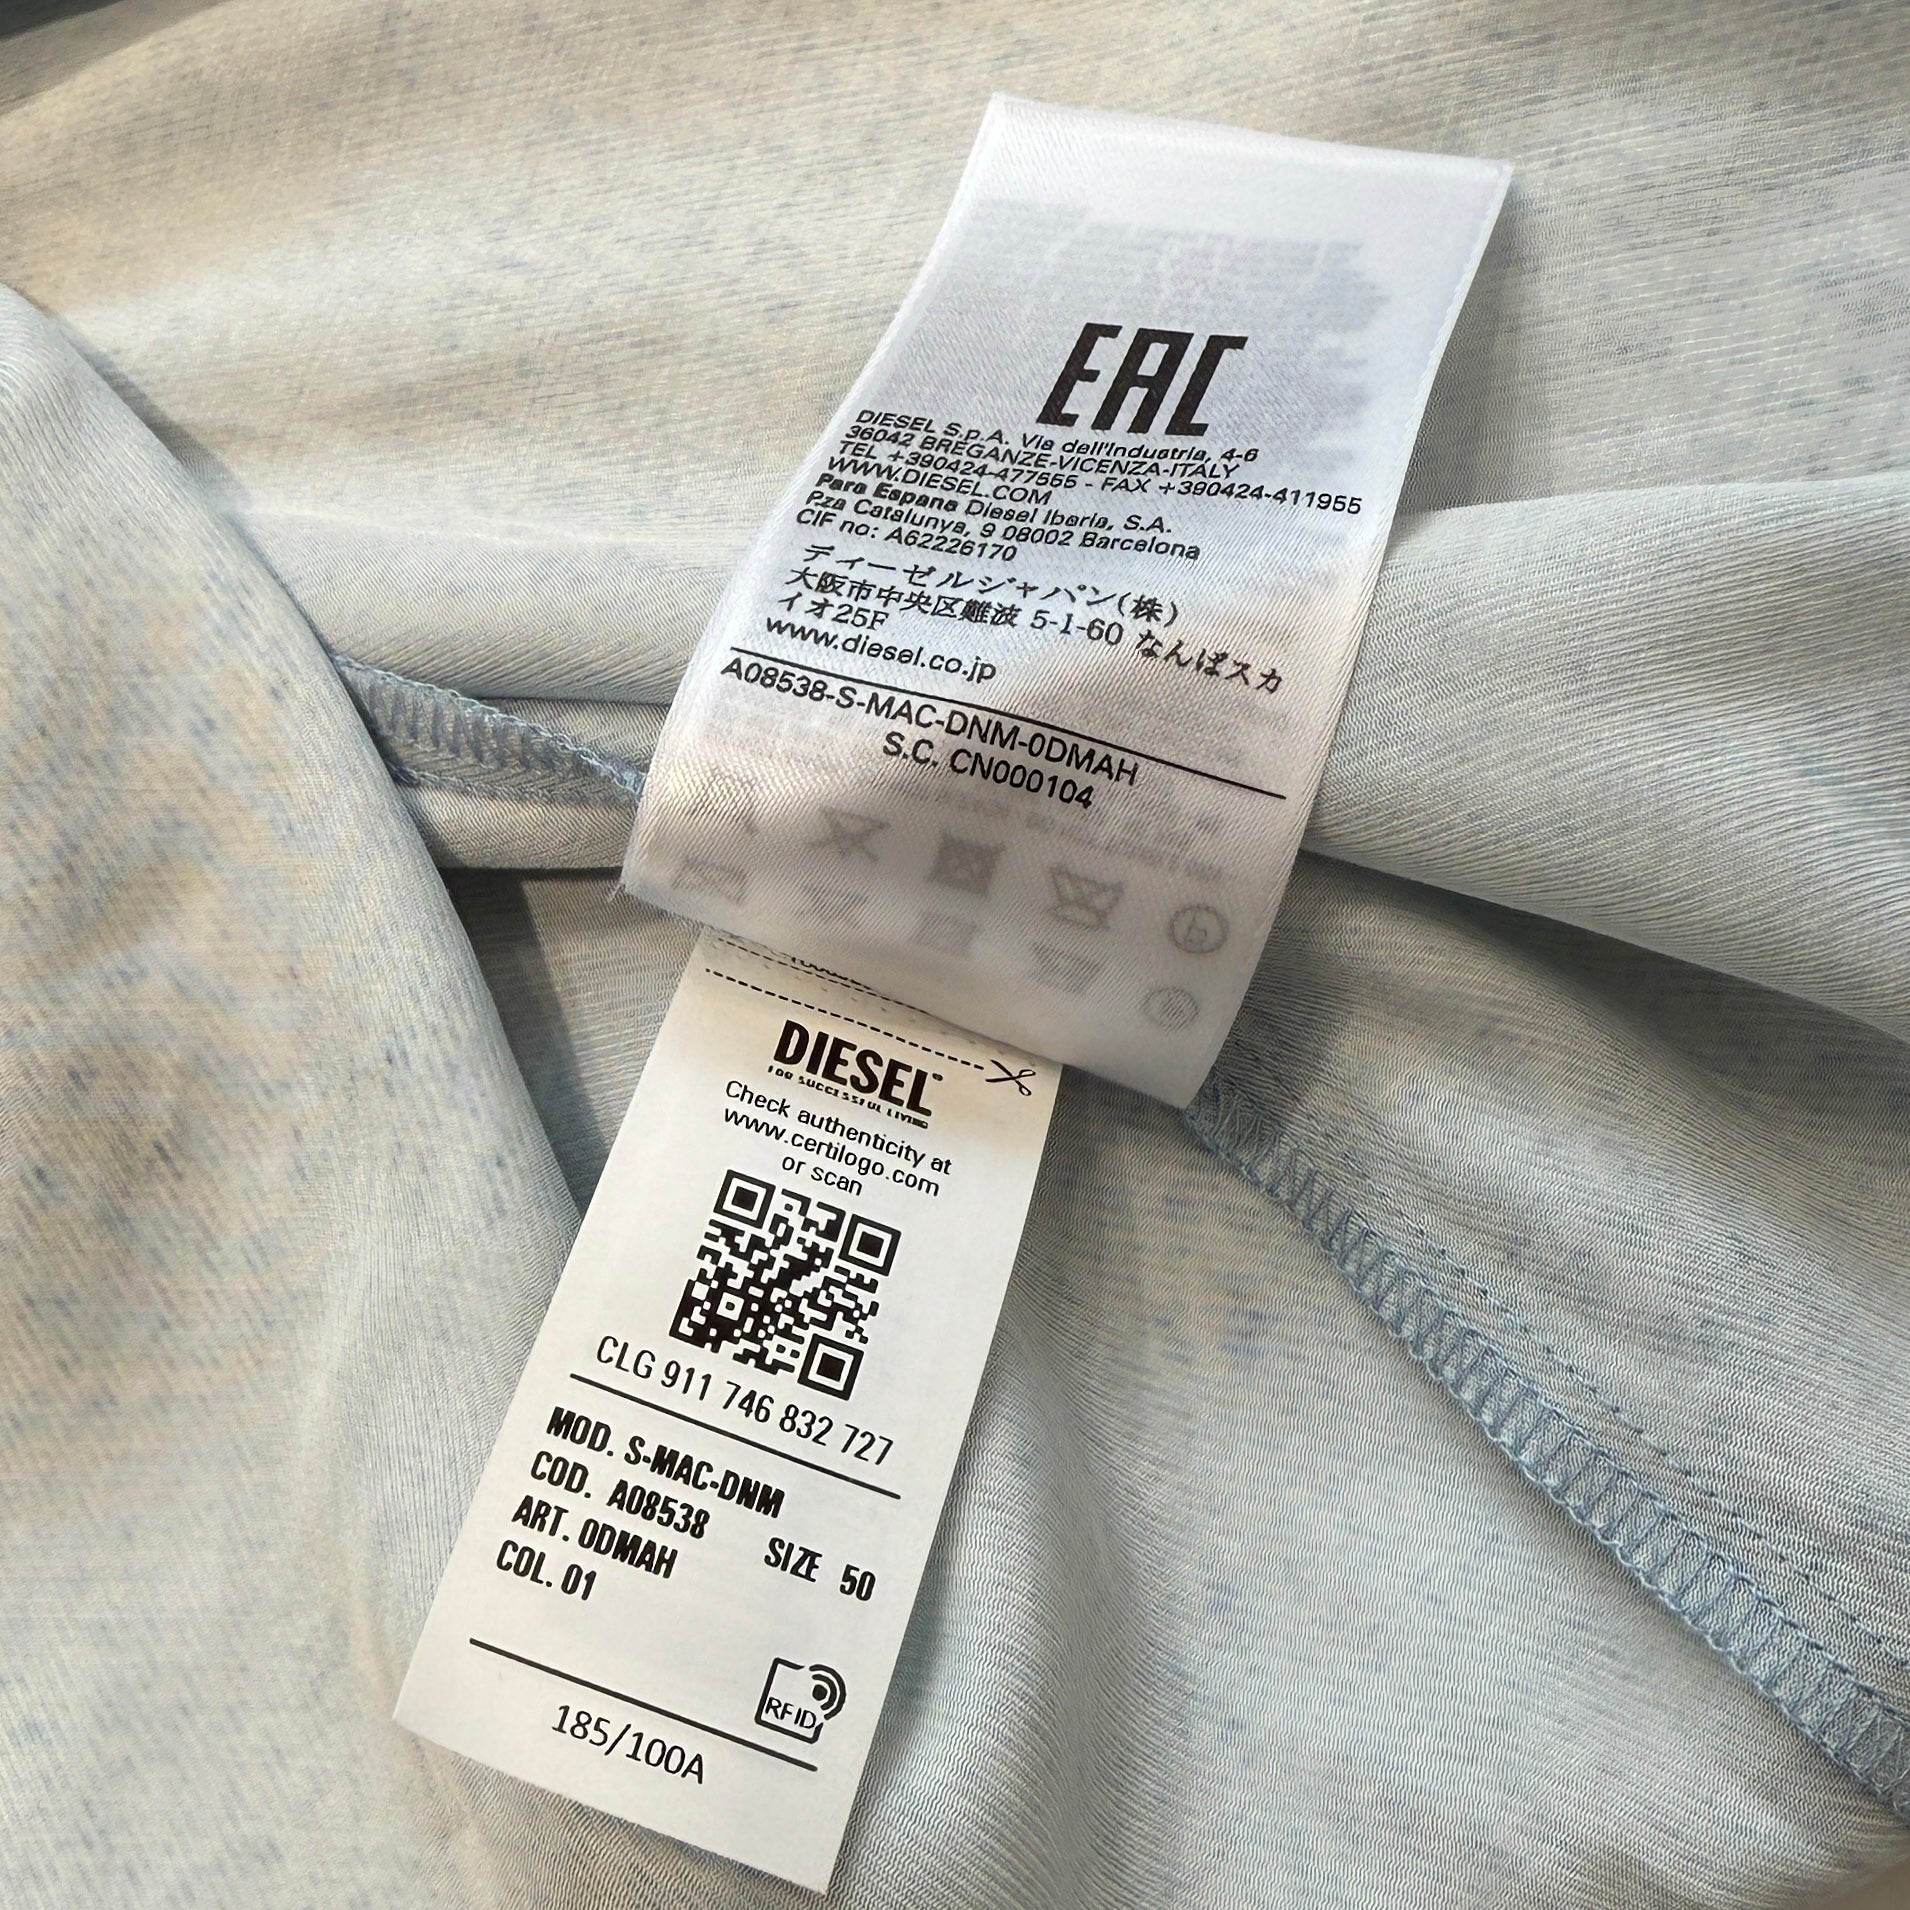 EAC
DIESEL S.p.A. Via dell'Industria, 4-6
36042 BREGANZE-VICENZA-ITALY
TEL +390424-477555 - FAX +390424-411955
WWW.DIESEL.COM
Para Espana Diesel Iberia, S.A.
P.za Catalunya, 9 08002 Barcelona
CIF no: A62226170
ディーゼルジャパン(株)
大阪市中央区難波 5-1-60 なんばスカ
イオ25F
www.diesel.co.jp
A08538-S-MAC-DNM-0DMAH
S.C. CN000104
DIESEL
FOR SUCCESSFUL LIVING
Check authenticity at
www.certilogo.com
or scan
CLG 911 746 832 727
MOD. S-MAC-DNM
COD. A08538
ART. 0DMAH SIZE 50
COL. 01
RFID
185/100A